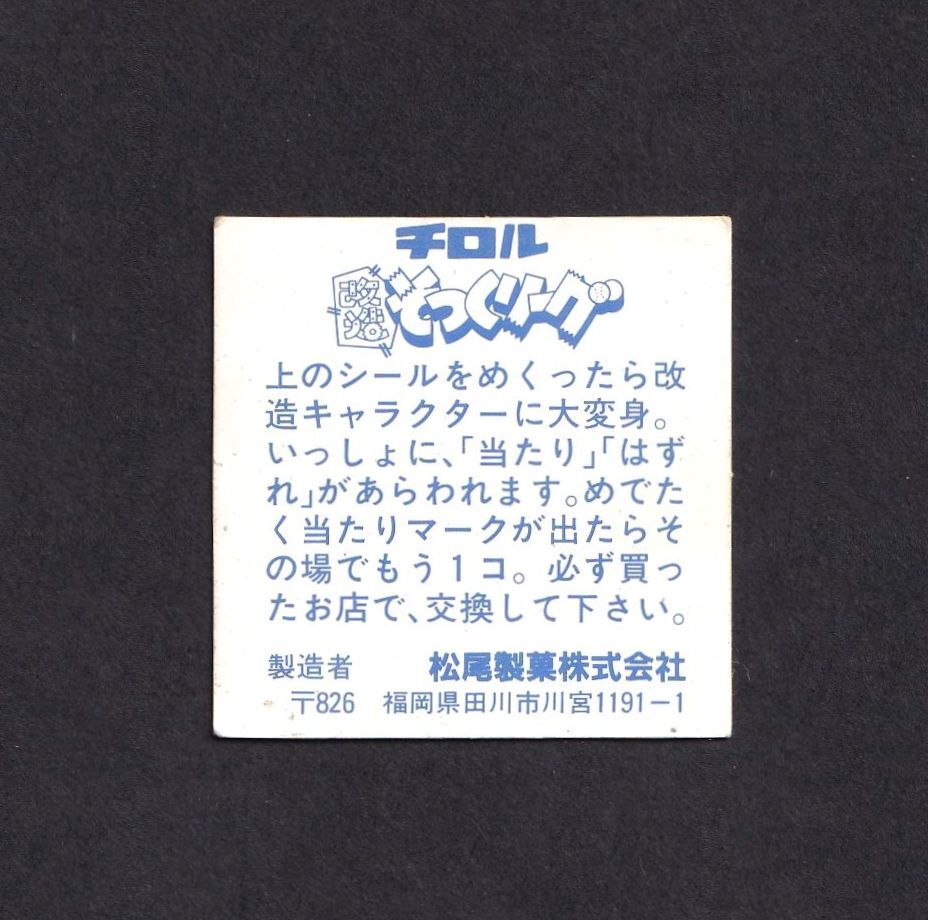 チロル
改造そっくリーグ
上のシールをめくったら改
造キャラクターに大変身。
いっしょに、「当たり」「はず
れ」があらわれます。めでた
く当たりマークが出たらそ
の場でもう1コ。必ず買っ
たお店で、交換して下さい。
製造者 松尾製菓株式会社
〒826 福岡県田川市川宮1191−1